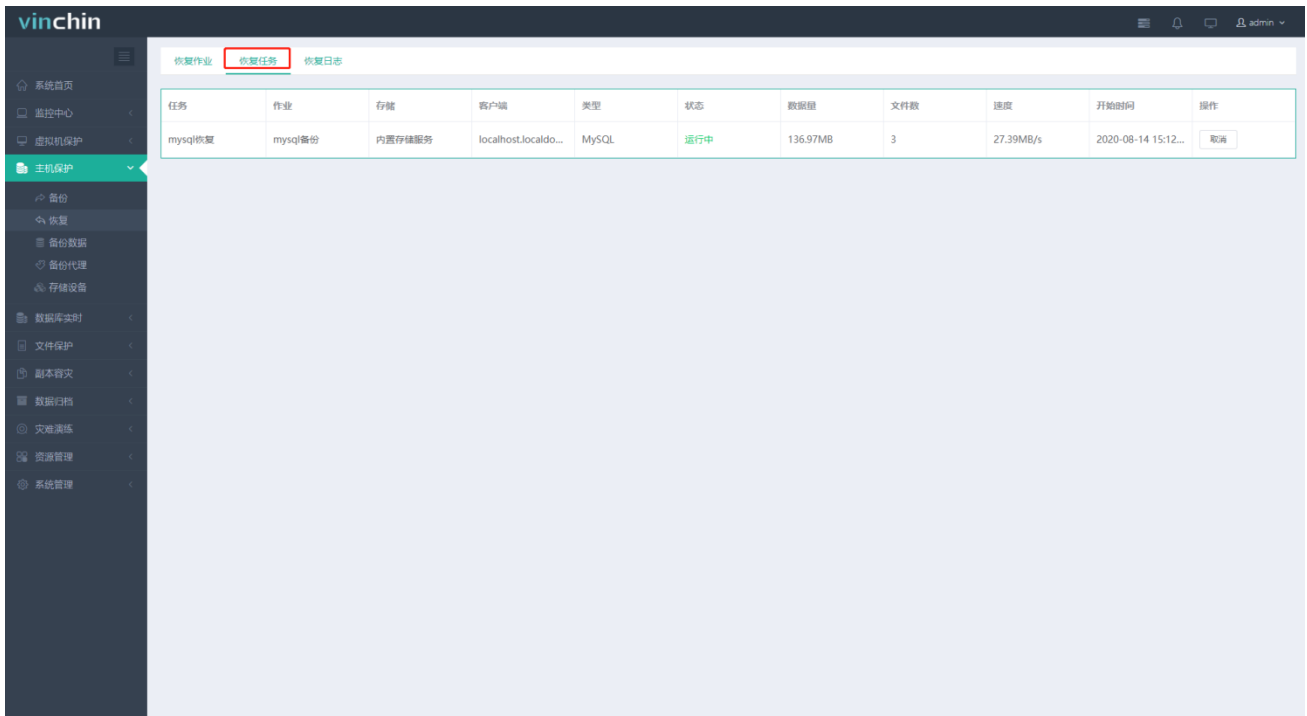 vinchin
admin
恢复作业 恢复任务 恢复日志
系统首页
监控中心
虚拟机保护
主机保护
备份
恢复
备份数据
备份代理
存储设备
数据库实时
文件保护
副本容灾
数据归档
灾难演练
资源管理
系统管理
任务 作业 存储 客户端 类型 状态 数据量 文件数 速度 开始时间 操作
mysql恢复 mysql备份 内置存储服务 localhost.localdo... MySQL 运行中 136.97MB 3 27.39MB/s 2020-08-14 15:12... 取消